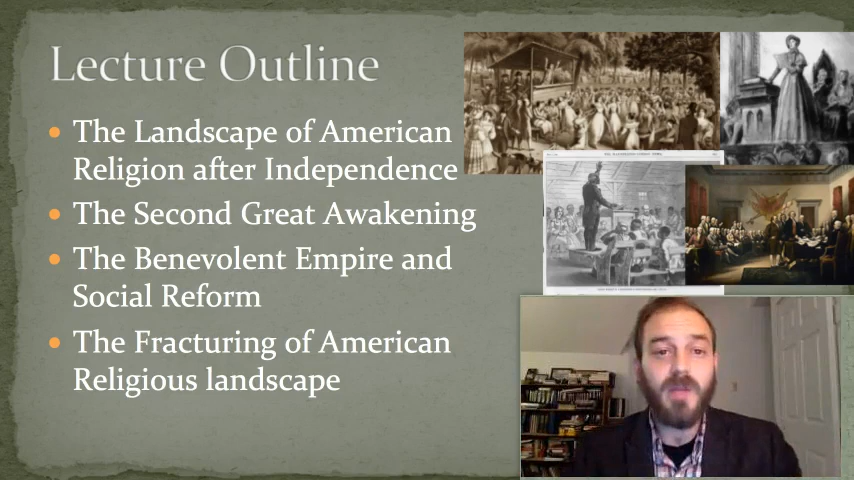 Lecture Outline
• The Landscape of American
Religion after Independence
• The Second Great Awakening
• The Benevolent Empire and
Social Reform
• The Fracturing of American
Religious landscape